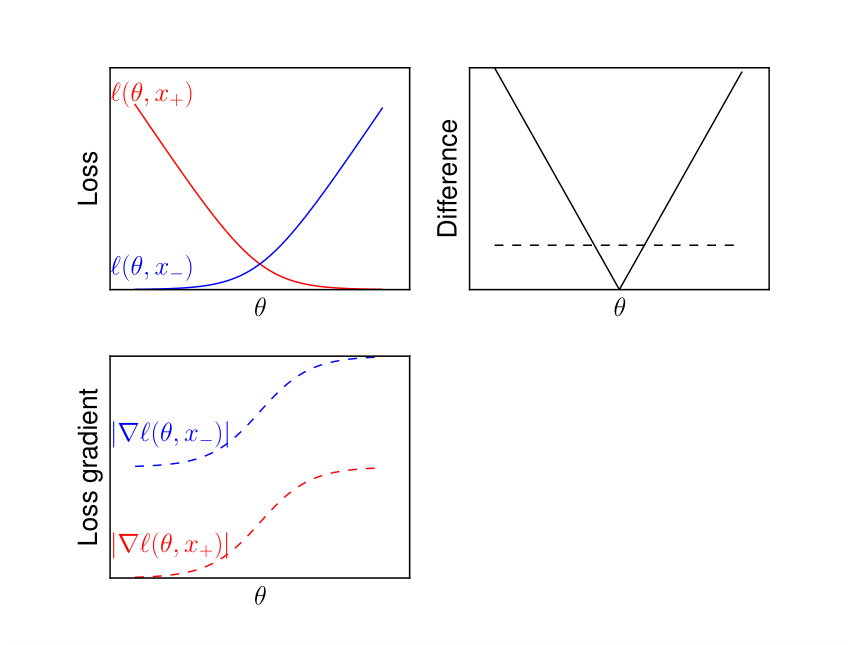 ℓ(θ, x₊)
Loss
ℓ(θ, x₋)
θ
Difference
θ
|∇ℓ(θ, x₋)|
Loss gradient
|∇ℓ(θ, x₊)|
θ